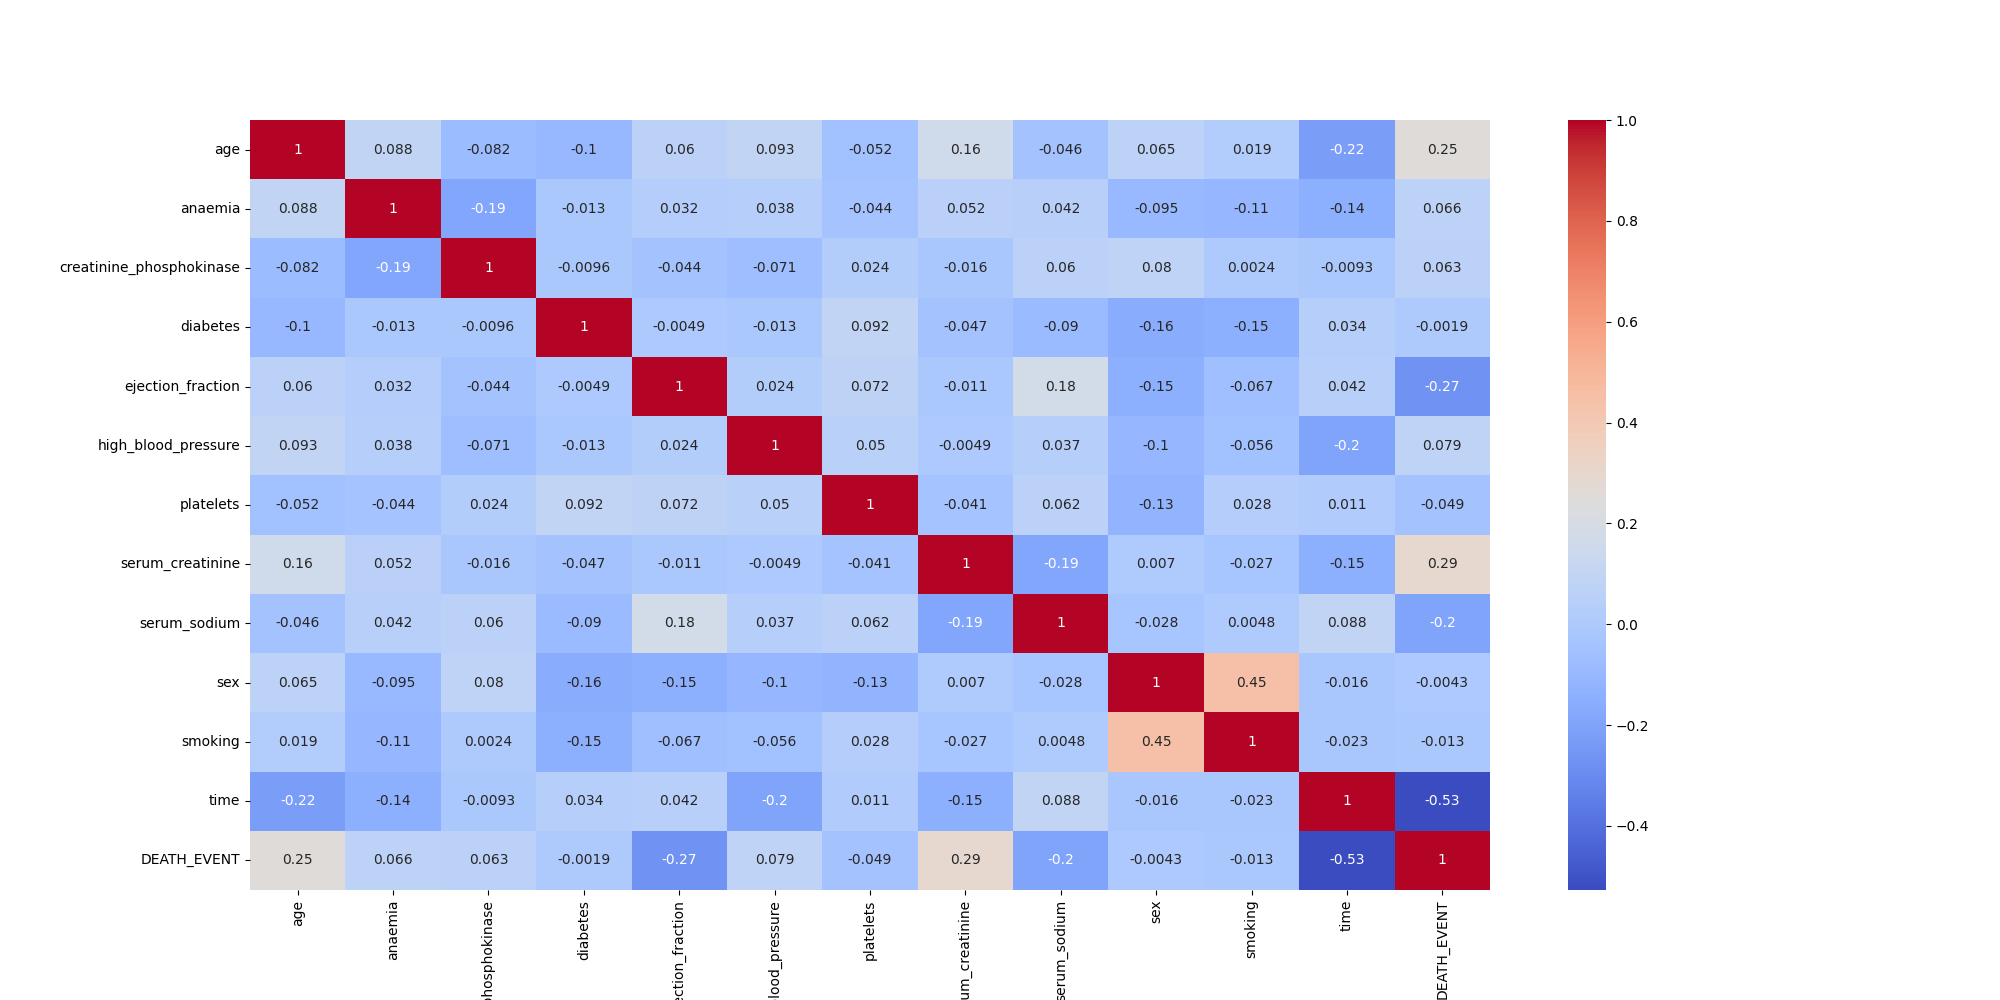 age 1 0.088 -0.082 -0.1 0.06 0.093 -0.052 0.16 -0.046 0.065 0.019 -0.22 0.25
anaemia 0.088 1 -0.19 -0.013 0.032 0.038 -0.044 0.052 0.042 -0.095 -0.11 -0.14 0.066
creatinine_phosphokinase -0.082 -0.19 1 -0.0096 -0.044 -0.071 0.024 -0.016 0.06 0.08 0.0024 -0.0093 0.063
diabetes -0.1 -0.013 -0.0096 1 -0.0049 -0.013 0.092 -0.047 -0.09 -0.16 -0.15 0.034 -0.0019
ejection_fraction 0.06 0.032 -0.044 -0.0049 1 0.024 0.072 -0.011 0.18 -0.15 -0.067 0.042 -0.27
high_blood_pressure 0.093 0.038 -0.071 -0.013 0.024 1 0.05 -0.0049 0.037 -0.1 -0.056 -0.2 0.079
platelets -0.052 -0.044 0.024 0.092 0.072 0.05 1 -0.041 0.062 -0.13 0.028 0.011 -0.049
serum_creatinine 0.16 0.052 -0.016 -0.047 -0.011 -0.0049 -0.041 1 -0.19 0.007 -0.027 -0.15 0.29
serum_sodium -0.046 0.042 0.06 -0.09 0.18 0.037 0.062 -0.19 1 -0.028 0.0048 0.088 -0.2
sex 0.065 -0.095 0.08 -0.16 -0.15 -0.1 -0.13 0.007 -0.028 1 0.45 -0.016 -0.0043
smoking 0.019 -0.11 0.0024 -0.15 -0.067 -0.056 0.028 -0.027 0.0048 0.45 1 -0.023 -0.013
time -0.22 -0.14 -0.0093 0.034 0.042 -0.2 0.011 -0.15 0.088 -0.016 -0.023 1 -0.53
DEATH_EVENT 0.25 0.066 0.063 -0.0019 -0.27 0.079 -0.049 0.29 -0.2 -0.0043 -0.013 -0.53 1
age
anaemia
phosphokinase
diabetes
ection_fraction
lood_pressure
platelets
um_creatinine
serum_sodium
sex
smoking
time
DEATH_EVENT
1.0
0.8
0.6
0.4
0.2
0.0
−0.2
−0.4